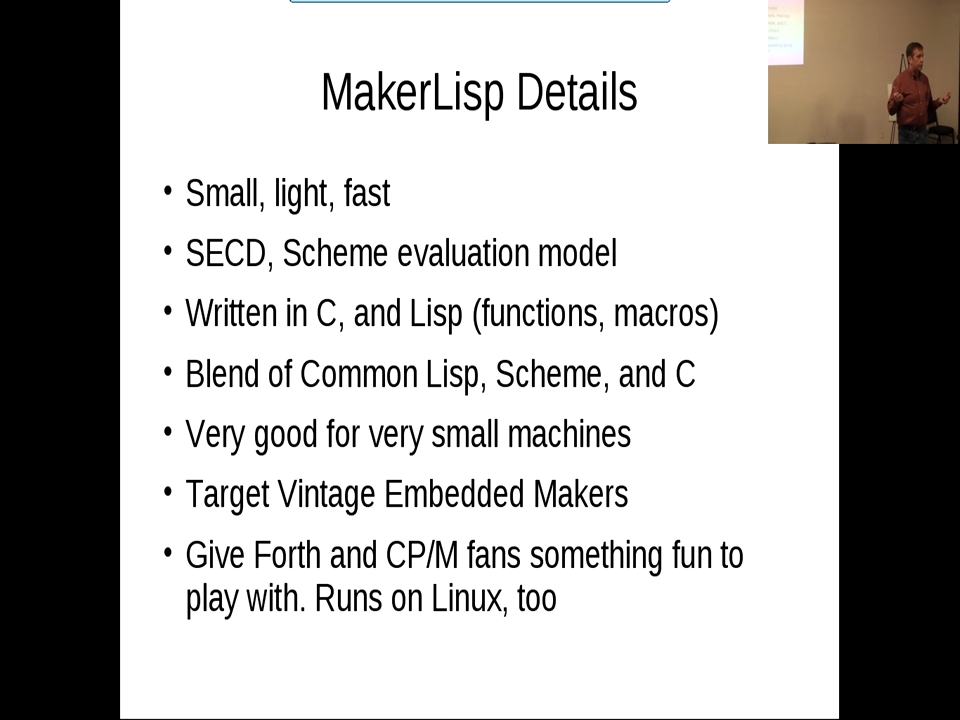 MakerLisp Details
• Small, light, fast
• SECD, Scheme evaluation model
• Written in C, and Lisp (functions, macros)
• Blend of Common Lisp, Scheme, and C
• Very good for very small machines
• Target Vintage Embedded Makers
• Give Forth and CP/M fans something fun to
play with. Runs on Linux, too